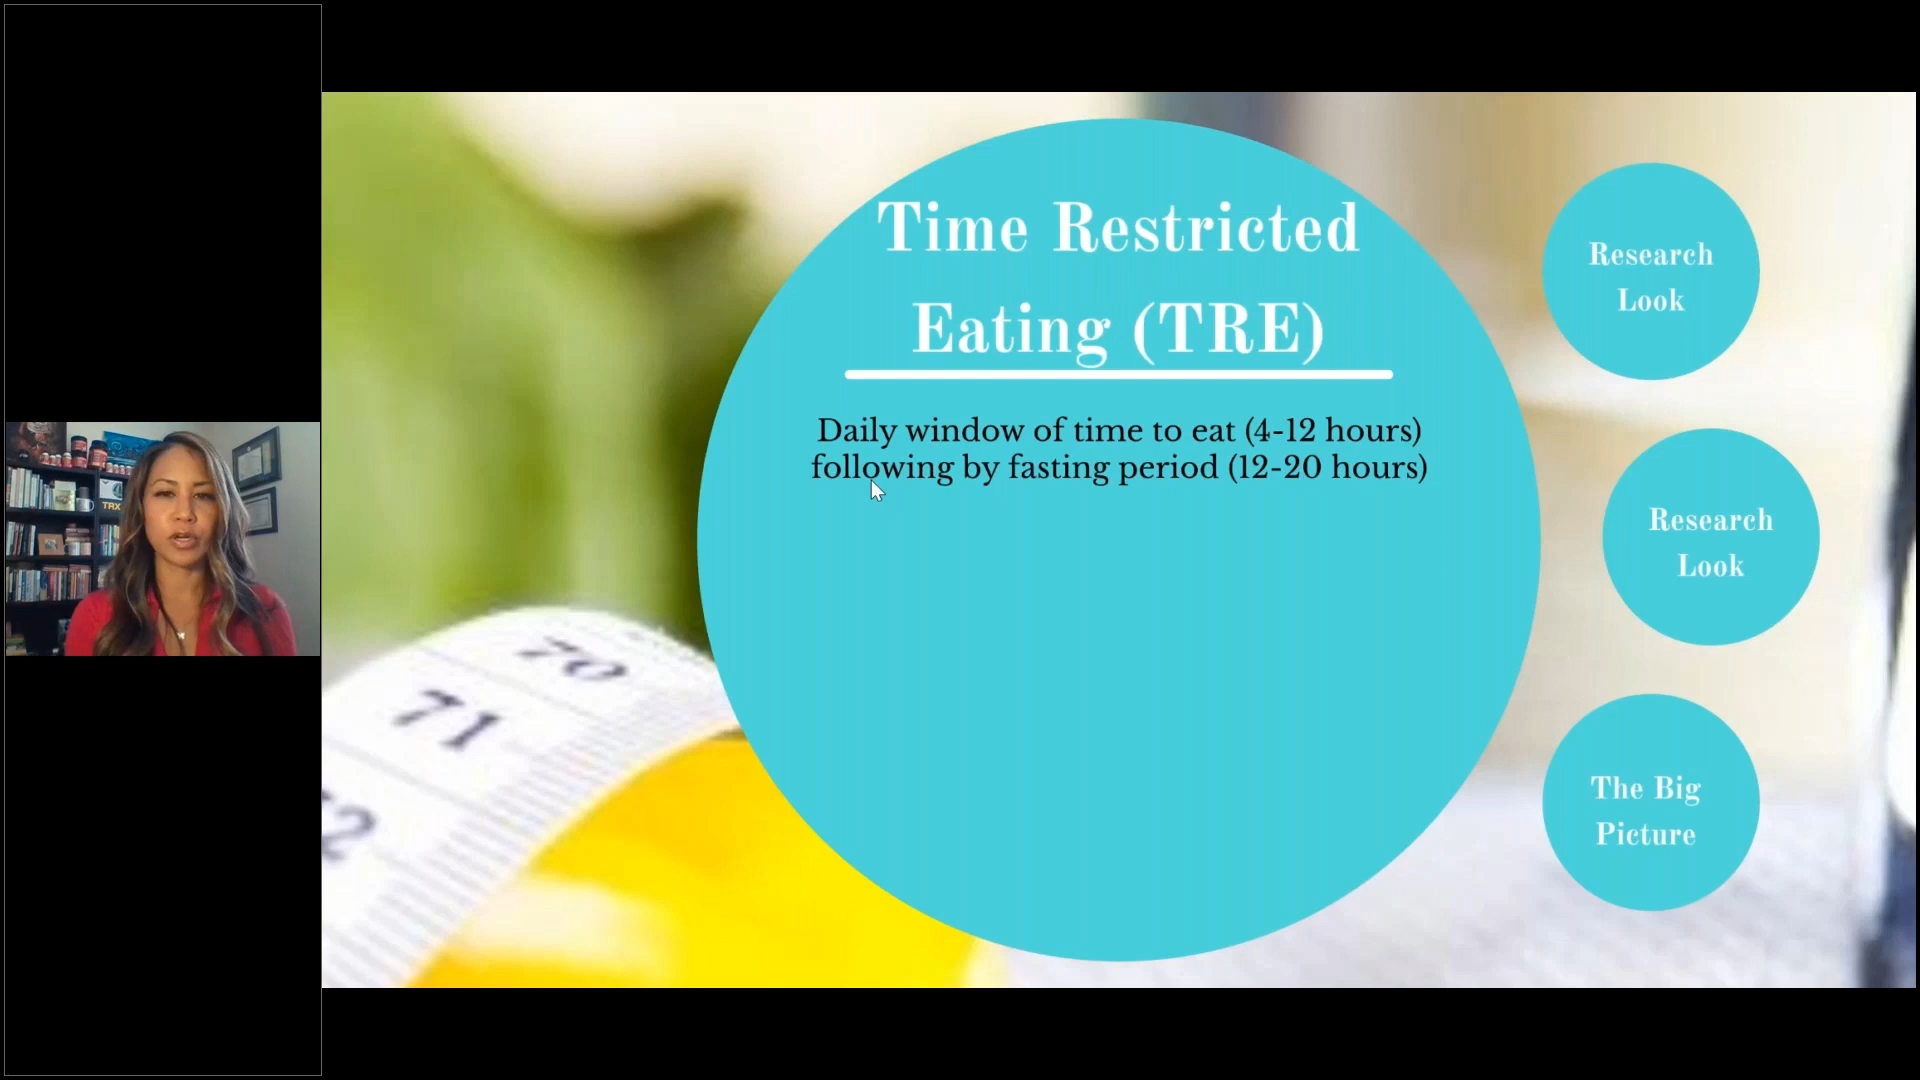 Time Restricted
Eating (TRE)
Daily window of time to eat (4-12 hours)
following by fasting period (12-20 hours)
Research
Look
Research
Look
The Big
Picture
70
71
TRX